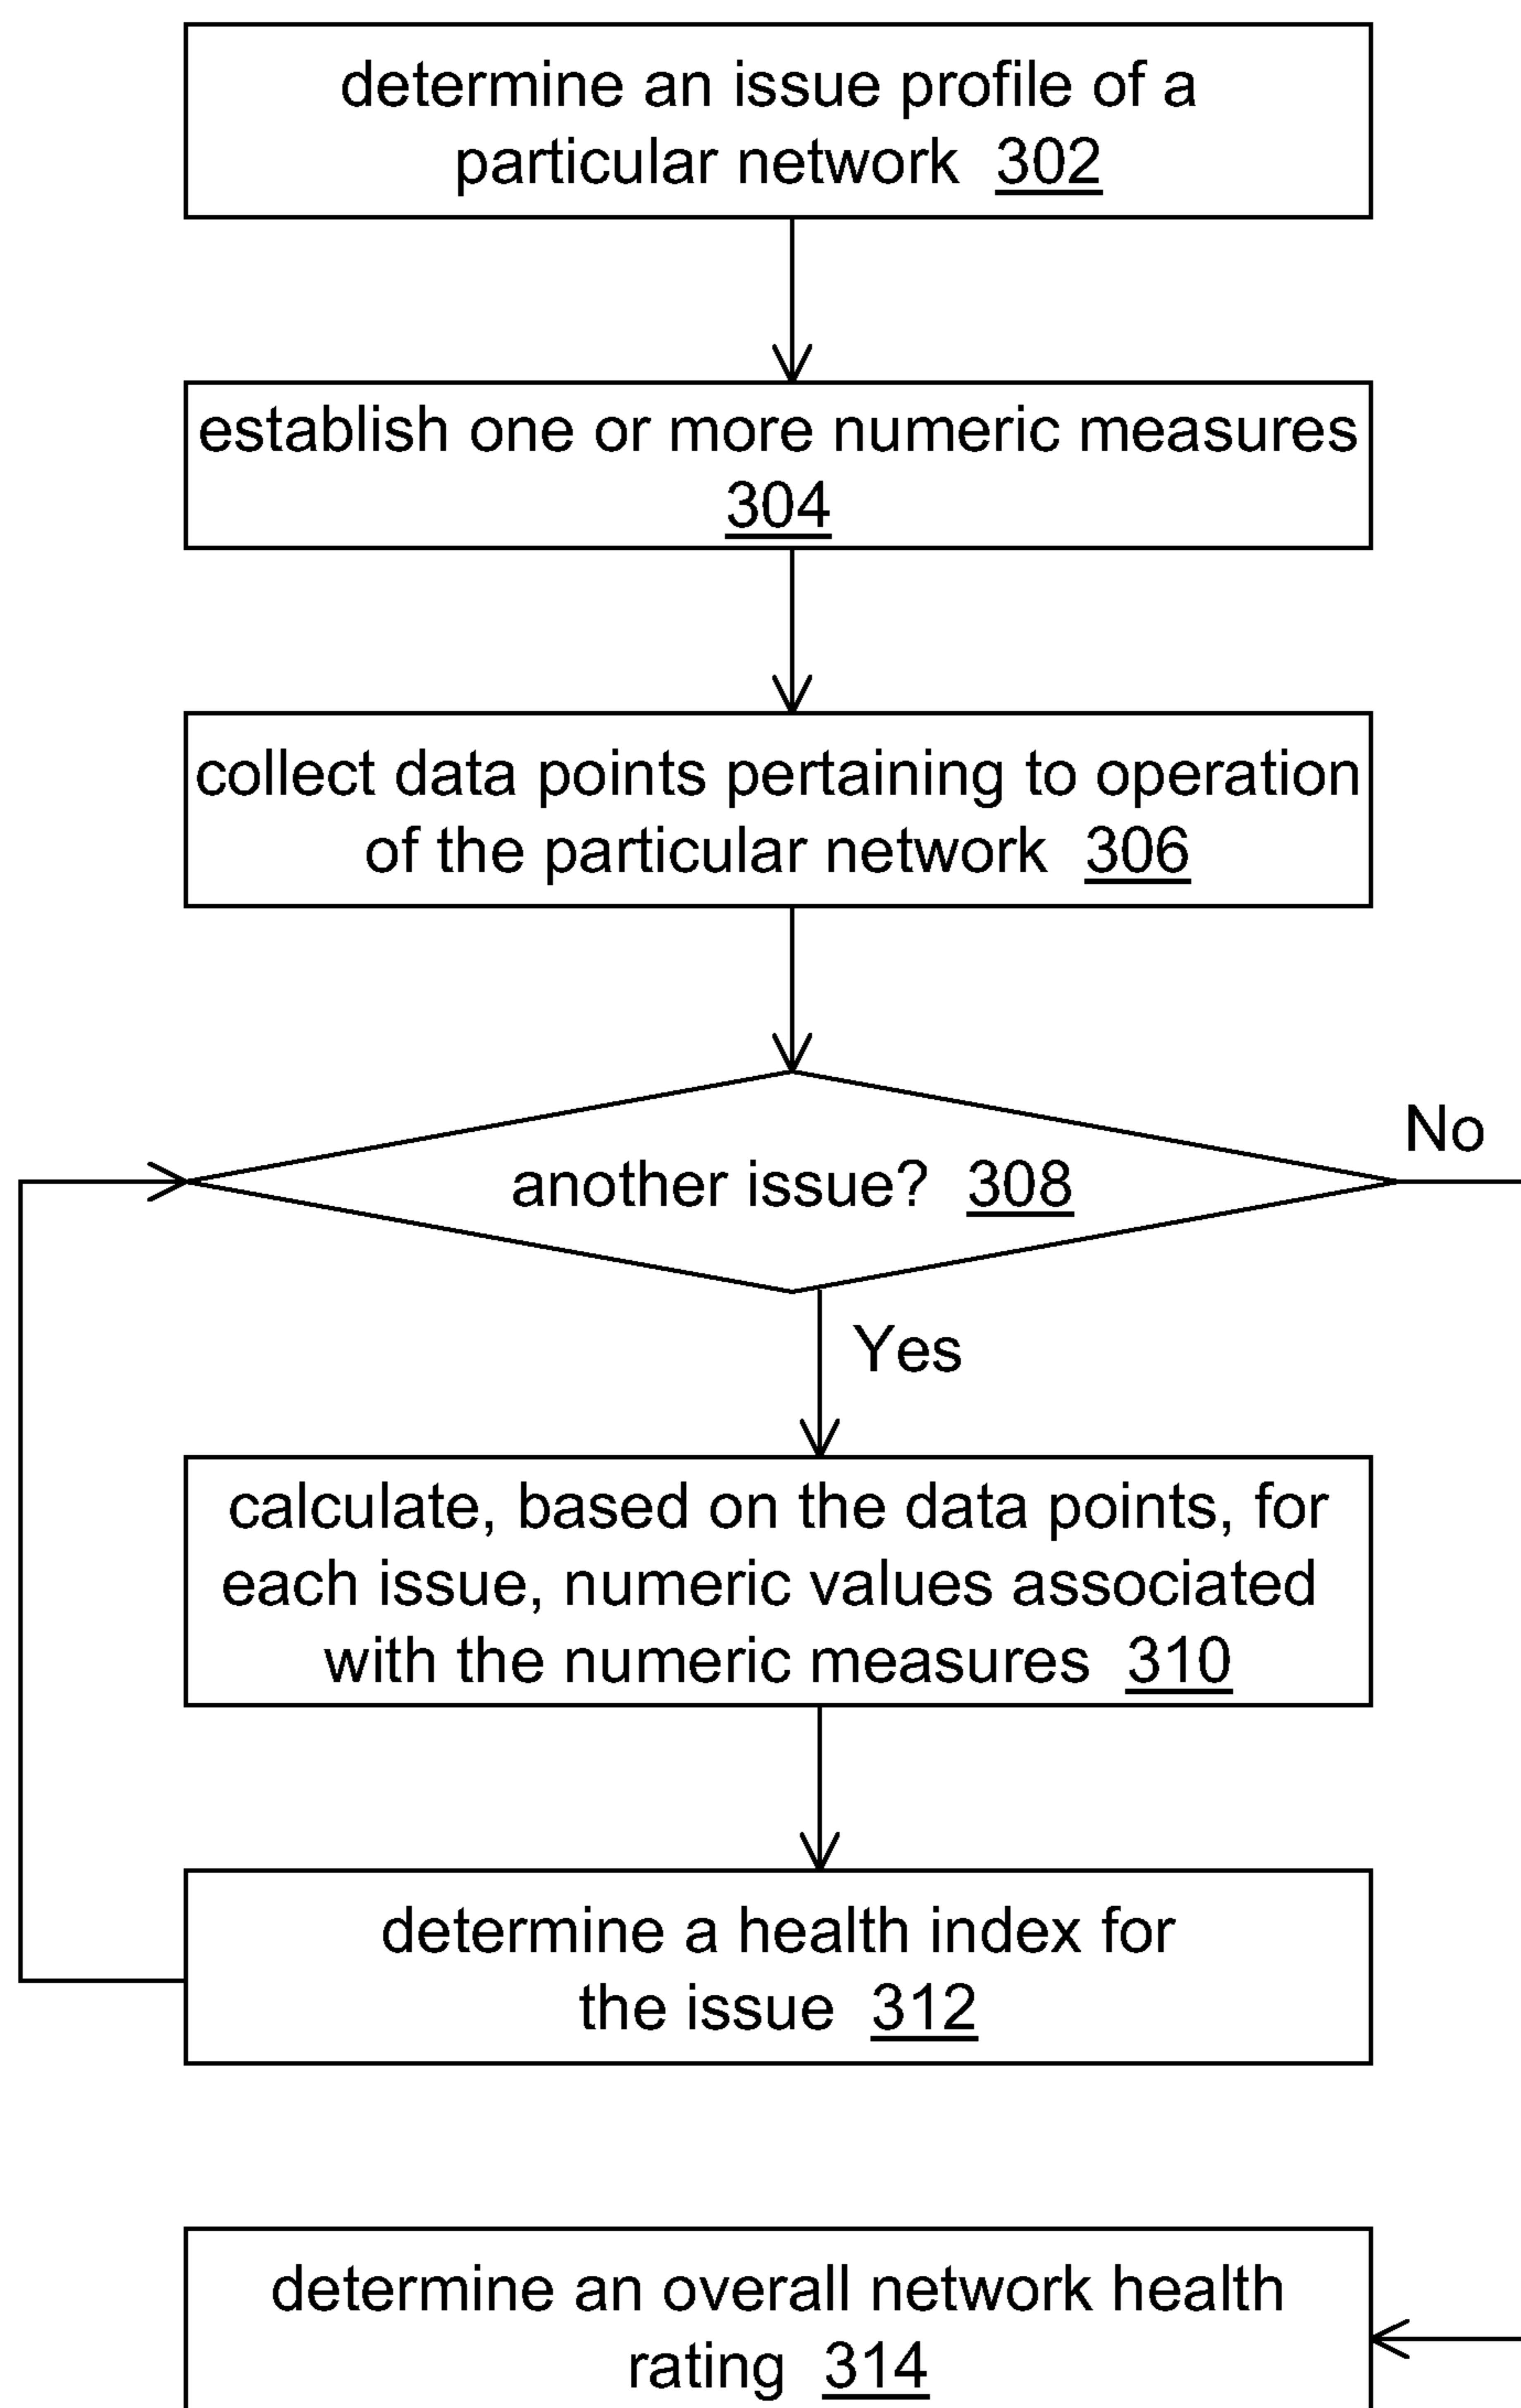 determine an issue profile of a
particular network 302
establish one or more numeric measures
304
collect data points pertaining to operation
of the particular network 306
No
another issue? 308
Yes
calculate, based on the data points, for
each issue, numeric values associated
with the numeric measures 310
determine a health index for
the issue 312
determine an overall network health
rating 314